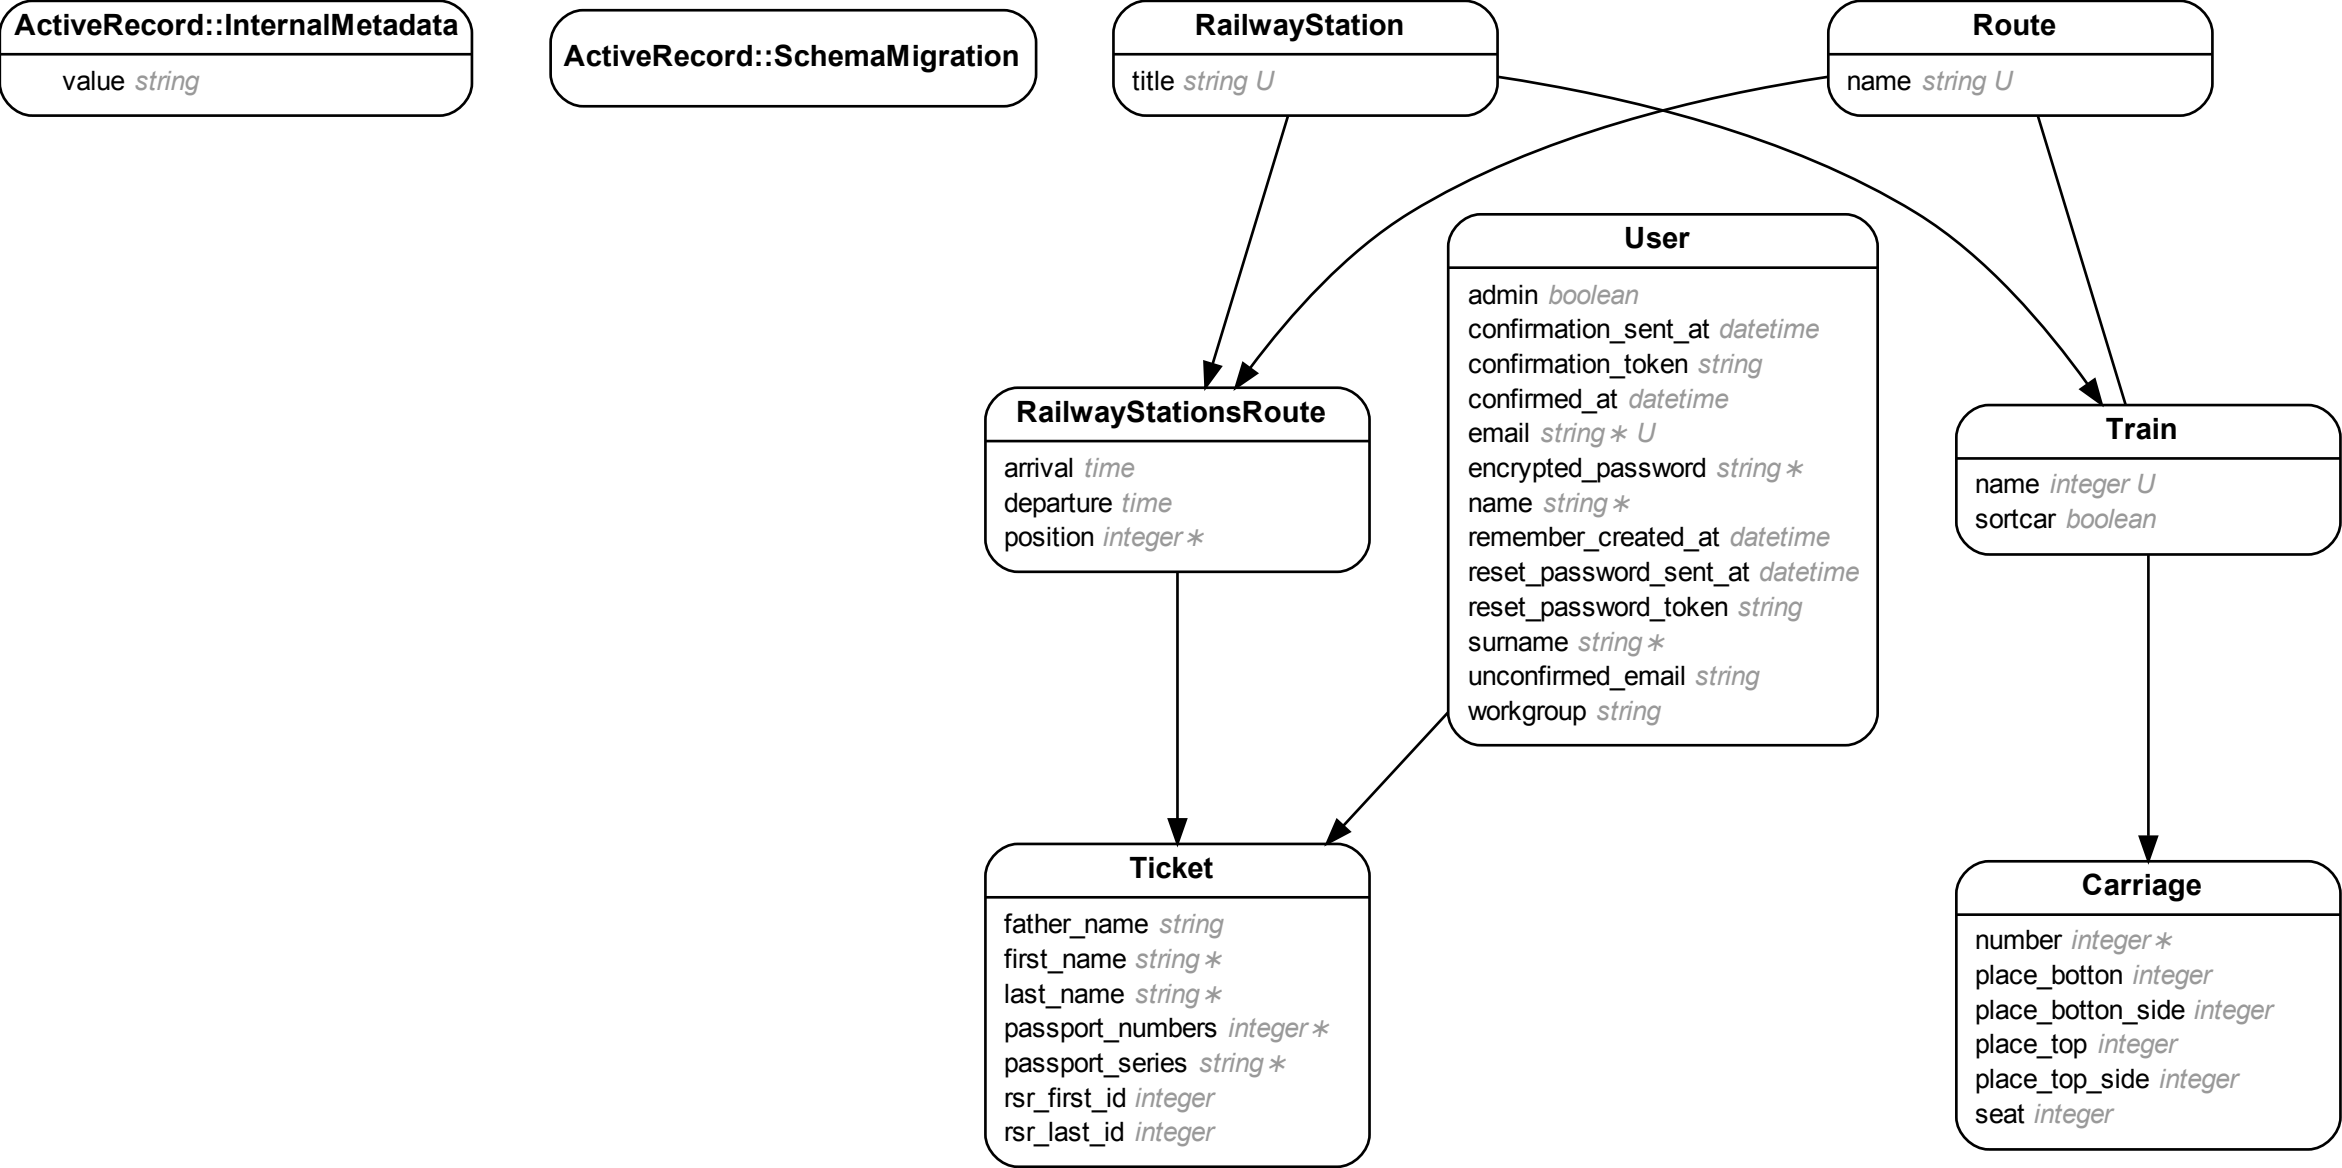 ActiveRecord::InternalMetadata
value string
ActiveRecord::SchemaMigration
RailwayStation
title string U
Route
name string U
User
admin boolean
confirmation_sent_at datetime
confirmation_token string
confirmed_at datetime
email string∗ U
encrypted_password string∗
name string∗
remember_created_at datetime
reset_password_sent_at datetime
reset_password_token string
surname string∗
unconfirmed_email string
workgroup string
RailwayStationsRoute
arrival time
departure time
position integer∗
Train
name integer U
sortcar boolean
Ticket
father_name string
first_name string∗
last_name string∗
passport_numbers integer∗
passport_series string∗
rsr_first_id integer
rsr_last_id integer
Carriage
number integer∗
place_botton integer
place_botton_side integer
place_top integer
place_top_side integer
seat integer